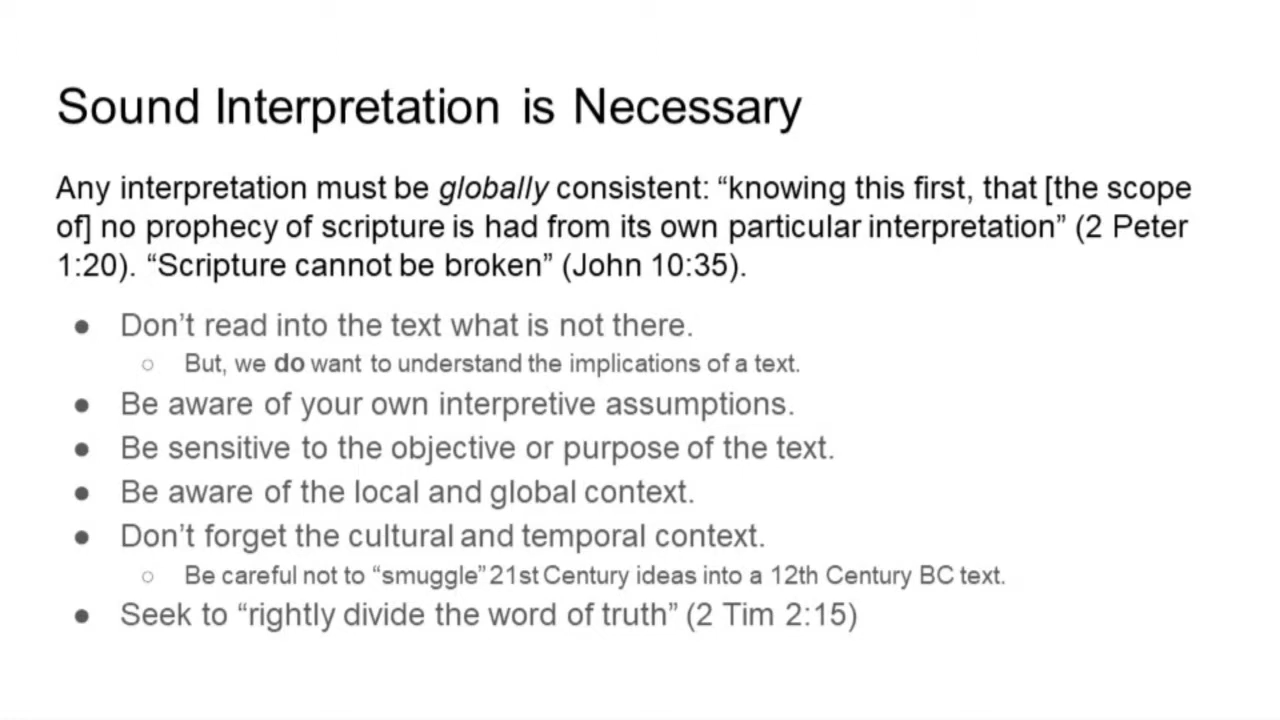 Sound Interpretation is Necessary
Any interpretation must be globally consistent: “knowing this first, that [the scope
of] no prophecy of scripture is had from its own particular interpretation” (2 Peter
1:20). “Scripture cannot be broken” (John 10:35).
● Don’t read into the text what is not there.
○ But, we do want to understand the implications of a text.
● Be aware of your own interpretive assumptions.
● Be sensitive to the objective or purpose of the text.
● Be aware of the local and global context.
● Don’t forget the cultural and temporal context.
○ Be careful not to “smuggle” 21st Century ideas into a 12th Century BC text.
● Seek to “rightly divide the word of truth” (2 Tim 2:15)